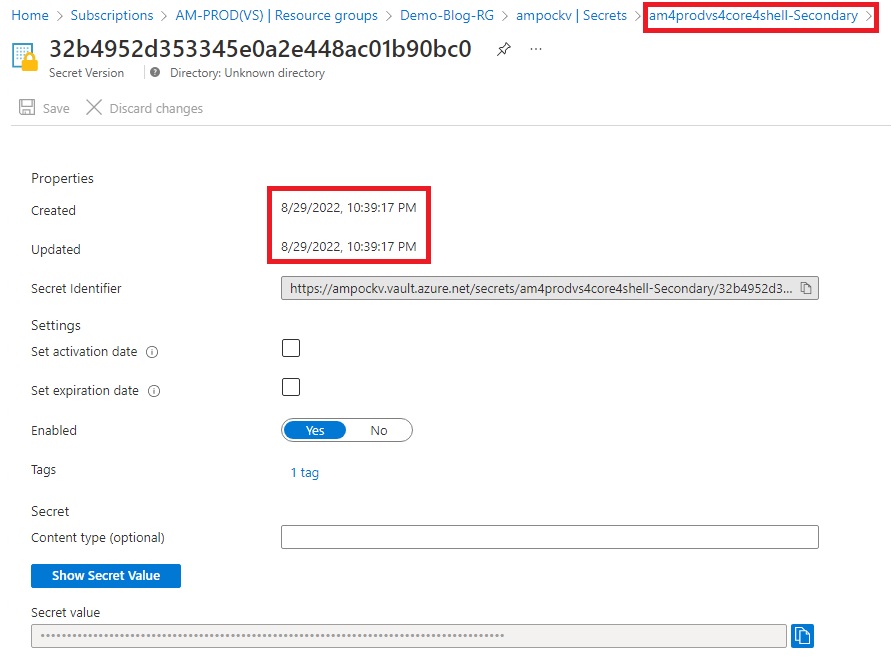 Home > Subscriptions > AM-PROD(VS) | Resource groups > Demo-Blog-RG > ampockv | Secrets > am4prodvs4core4shell-Secondary >
32b4952d353345e0a2e448ac01b90bc0 ...
Secret Version | ? Directory: Unknown directory
Save Discard changes
Properties
Created 8/29/2022, 10:39:17 PM
Updated 8/29/2022, 10:39:17 PM
Secret Identifier https://ampockv.vault.azure.net/secrets/am4prodvs4core4shell-Secondary/32b4952d3...
Settings
Set activation date
Set expiration date
Enabled Yes No
Tags 1 tag
Secret
Content type (optional)
Show Secret Value
Secret value